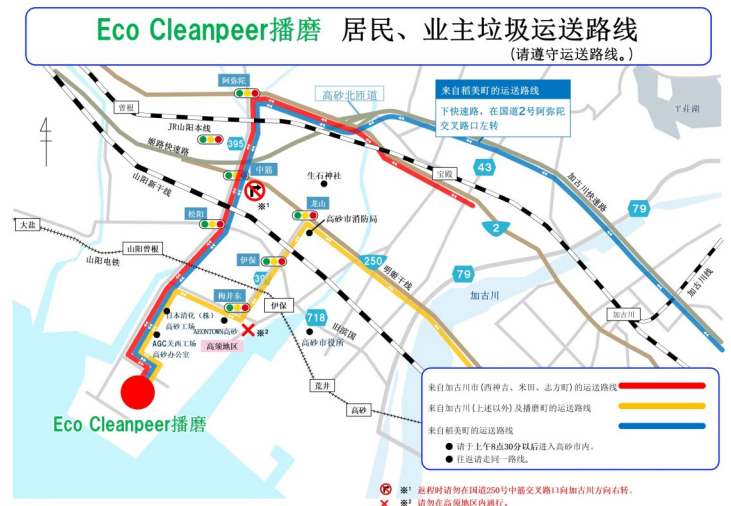 Eco Cleanpeer播磨 居民、业主垃圾运送路线
(请遵守运送路线。)
阿弥陀
高砂北匝道
来自稻美町的运送路线
下快速路，在国道2号阿弥陀
交叉路口左转
平荘湖
曾根
JR山阳本线
395
姬路快速路
中筋
生石神社
宝殿
43
加古川快速路
79
山阳新干线
※1
龙山
松阳
高砂市消防局
2
大盐
山阳曾根
山阳电铁
伊保
39
250
明姬干线
79
加古川
加古川线
梅井东
伊保
718
旧滨国
加古川
日本消化（株）
高砂工场
AEONTOWN高砂
※2
高砂市役所
AGC关西工场
高砂办公室
高须地区
荒井
高砂
Eco Cleanpeer播磨
来自加古川市(西神吉、米田、志方町)的运送路线
来自加古川(上述以外)及播磨町的运送路线
来自稻美町的运送路线
● 请于上午8点30分以后进入高砂市内。
● 往返请走同一路线。
※1 返程时请勿在国道250号中筋交叉路口向加古川方向右转。
※2 请勿在高须地区内通行。